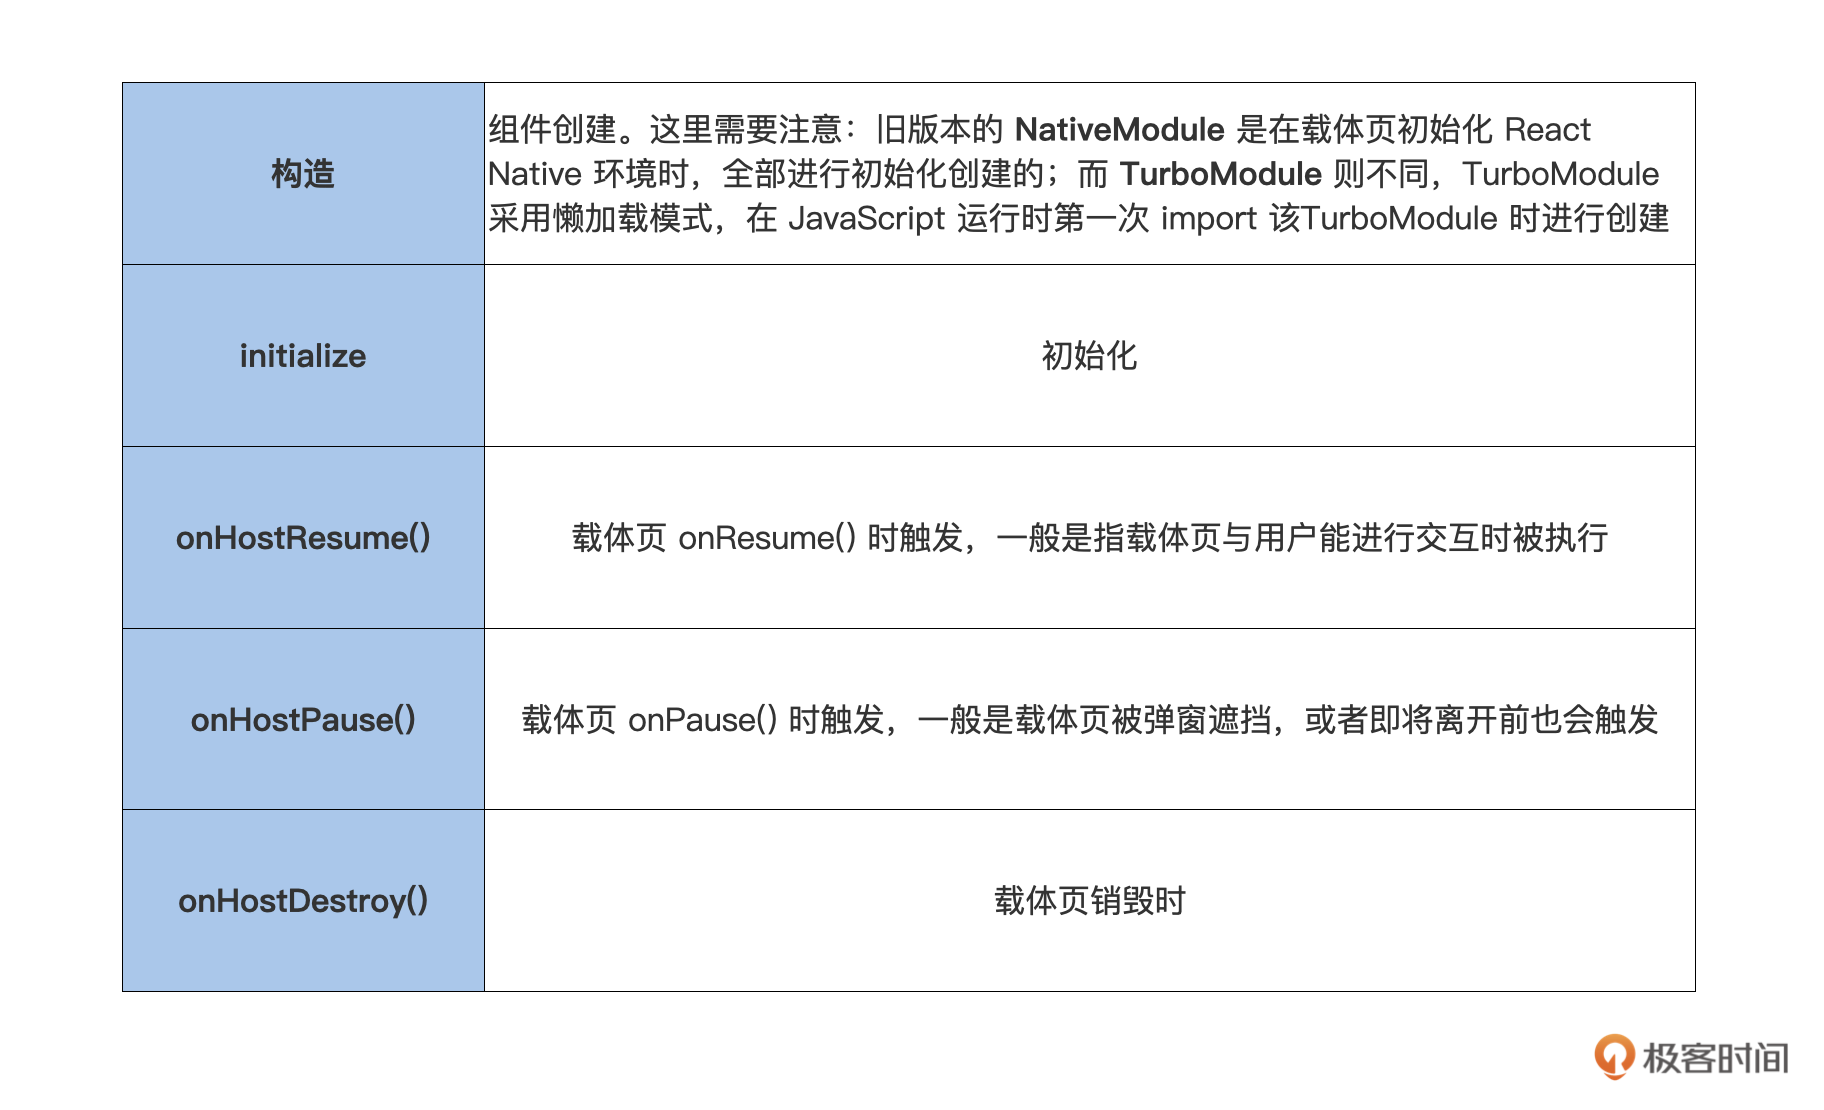 构造
组件创建。这里需要注意：旧版本的 NativeModule 是在载体页初始化 React
Native 环境时，全部进行初始化创建的；而 TurboModule 则不同，TurboModule
采用懒加载模式，在 JavaScript 运行时第一次 import 该TurboModule 时进行创建
initialize
初始化
onHostResume()
载体页 onResume() 时触发，一般是指载体页与用户能进行交互时被执行
onHostPause()
载体页 onPause() 时触发，一般是载体页被弹窗遮挡，或者即将离开前也会触发
onHostDestroy()
载体页销毁时
极客时间